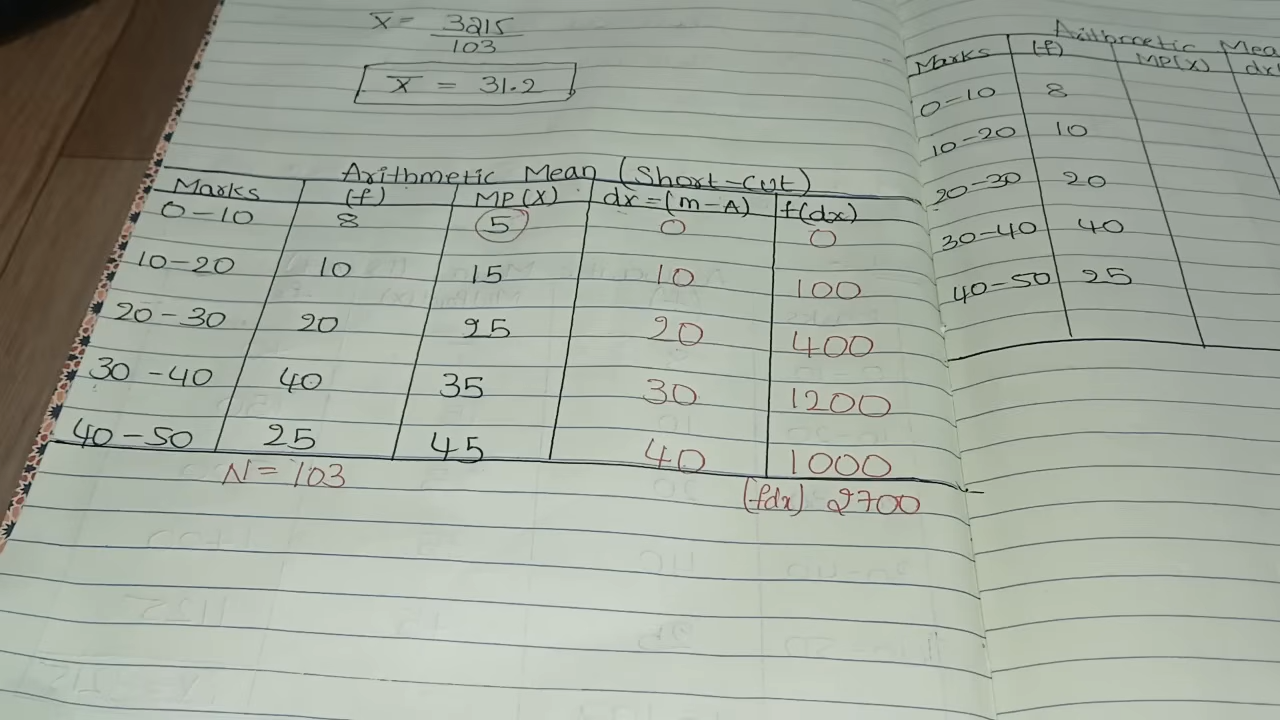 x̄ = 3215
103
x̄ = 31.2
Arithmetic Mean (Short-Cut)
Marks (f) MP(X) dx=(m-A) f(dx)
0-10 8 5 0 0
10-20 10 15 10 100
20-30 20 25 20 400
30-40 40 35 30 1200
40-50 25 45 40 1000
N = 103 (fdx) 2700
Arithmetic Mea
Marks (f) MP(X) dx
0-10 8
10-20 10
20-30 20
30-40 40
40-50 25